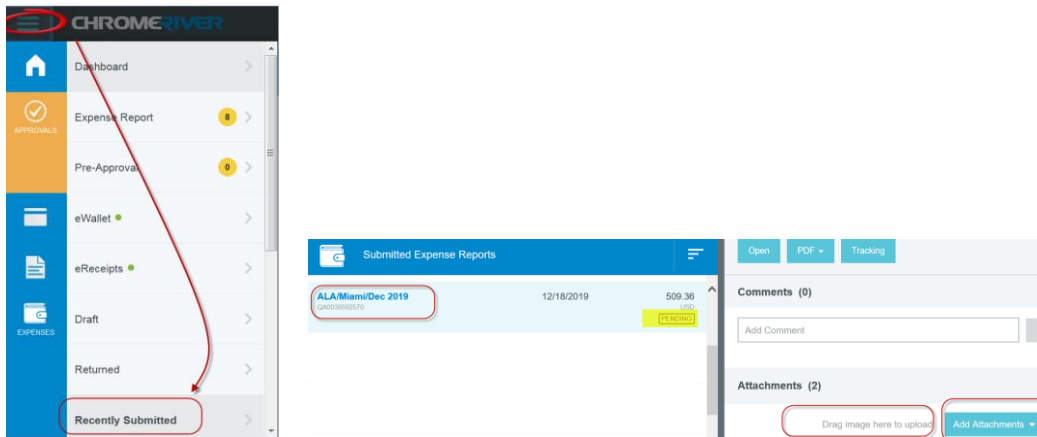 CHROMERIVER
Dashboard
APPROVALS
Expense Report 8
Pre-Approval 0
eWallet
eReceipts
Draft
EXPENSES
Returned
Recently Submitted
Submitted Expense Reports
ALA/Miami/Dec 2019 12/18/2019 509.36
QA0038592570 USD
PENDING
Open PDF Tracking
Comments (0)
Add Comment
Attachments (2)
Drag image here to upload Add Attachments